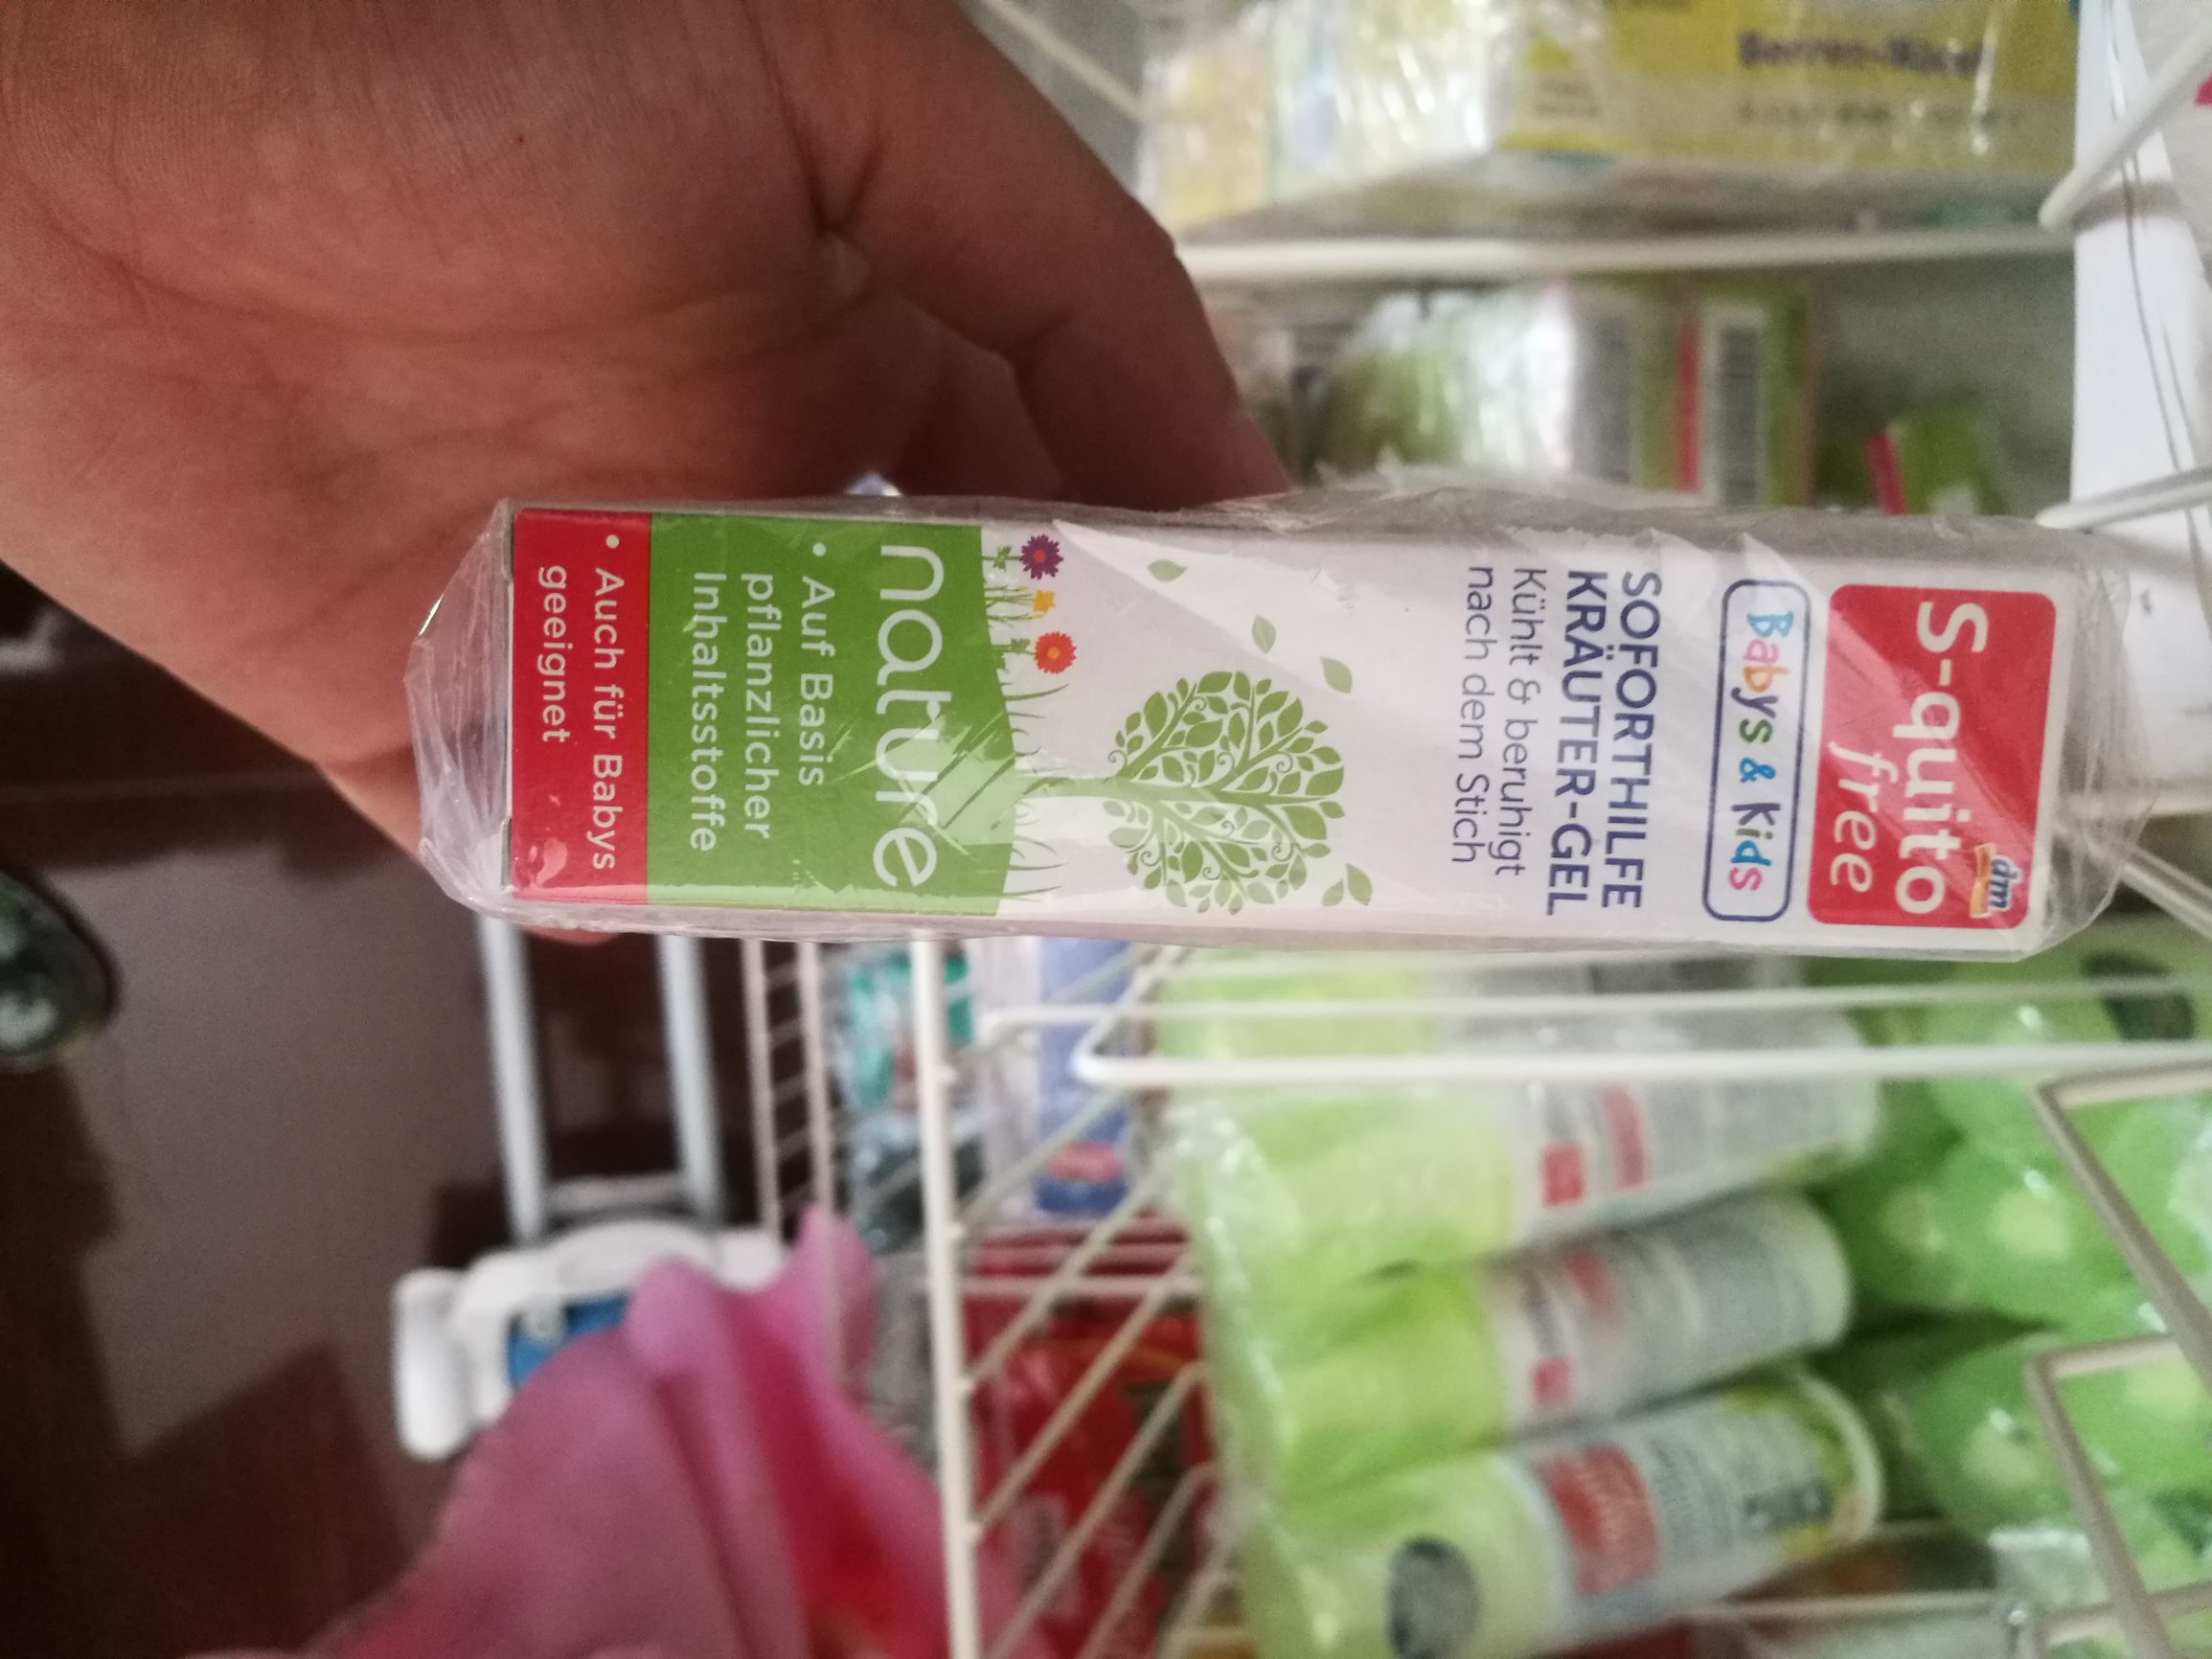 dm
S-quito
free
Babys & Kids
SOFORTHILFE
KRÄUTER-GEL
Kühlt & beruhigt
nach dem Stich
nature
• Auf Basis
pflanzlicher
Inhaltsstoffe
• Auch für Babys
geeignet